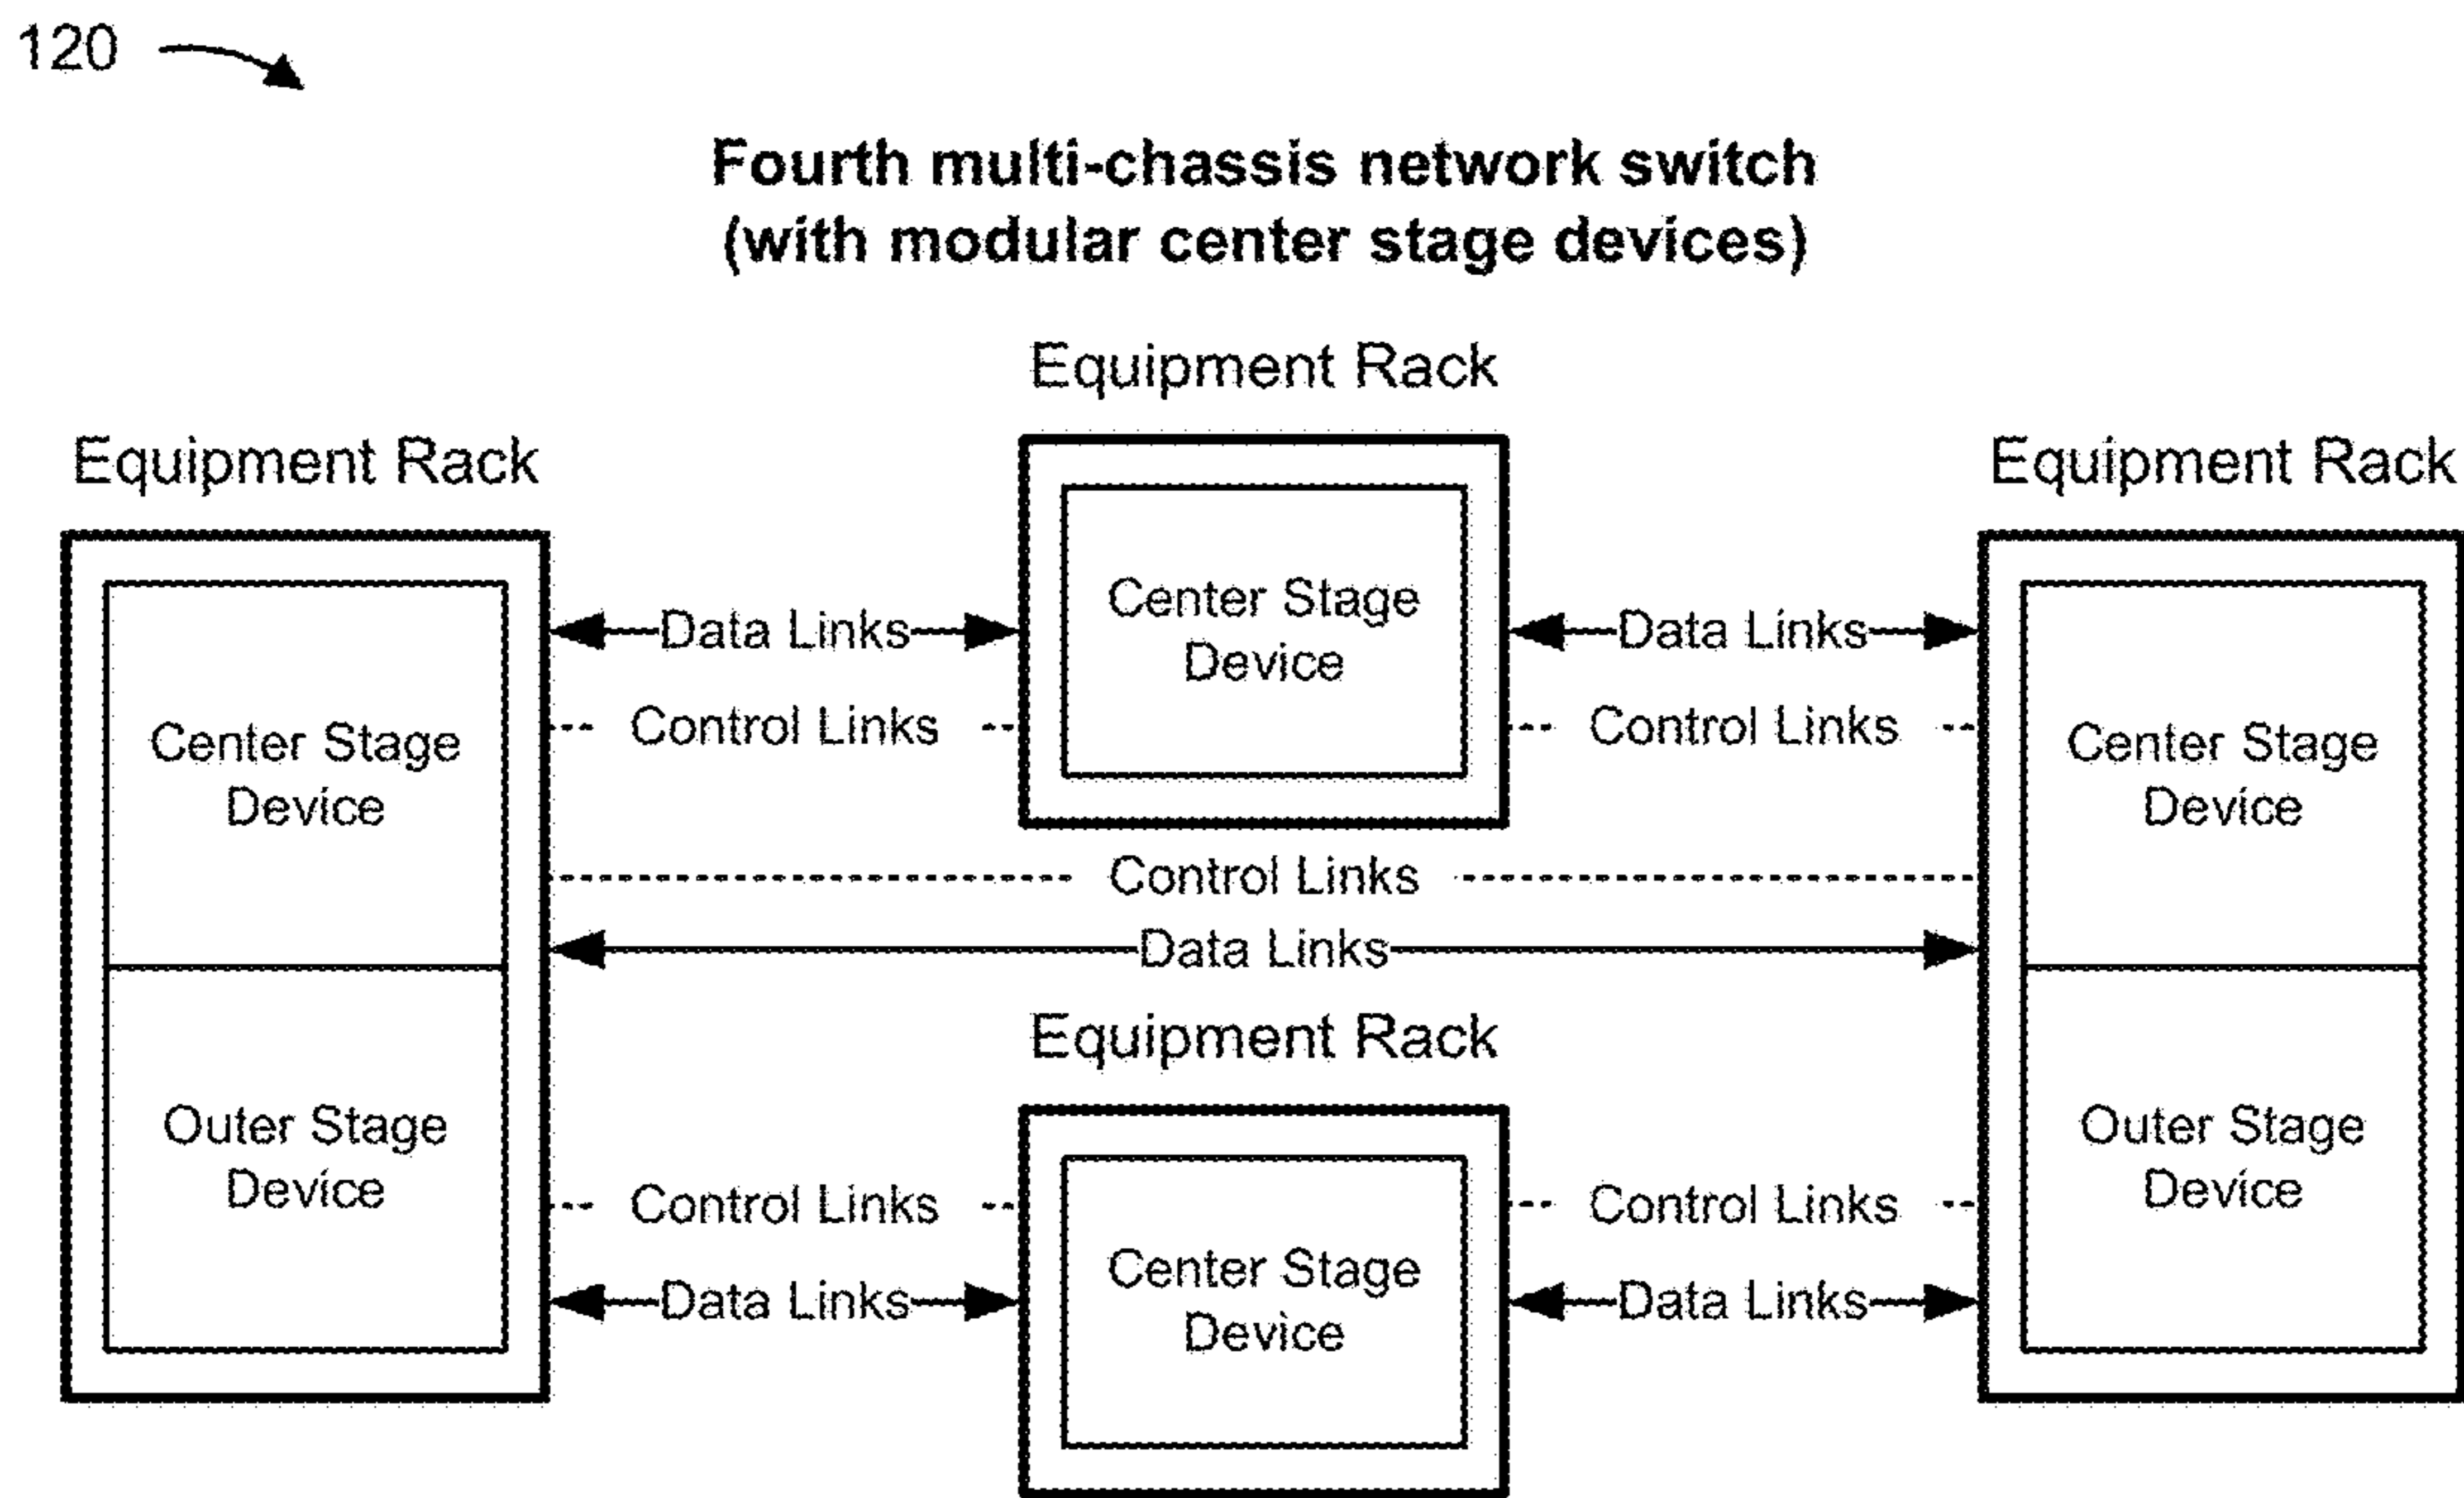 120
Fourth multi-chassis network switch
(with modular center stage devices)
Equipment Rack
Equipment Rack
Equipment Rack
Center Stage
Device
Data Links
Data Links
Control Links
Control Links
Center Stage
Device
Center Stage
Device
Control Links
Data Links
Equipment Rack
Outer Stage
Device
Outer Stage
Device
Control Links
Control Links
Center Stage
Device
Data Links
Data Links